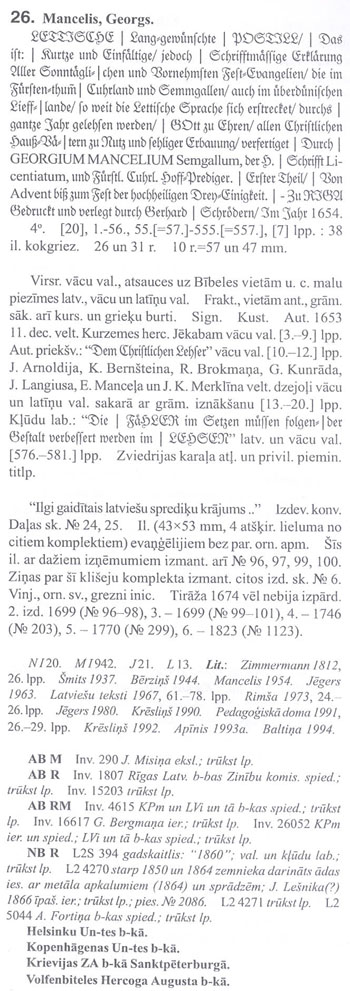 26. Mancelis, Georgs.
LETTISCHE | Lang-gewünschte | POSTILL/ | Das
ist: | Kurtze und Einfältige/ jedoch | Schrifftmässige Erklärung
Aller Sonntägli-|chen und Vornehmsten Fest-Evangelien/ die im
Fürsten-thum | Cuhrland und Semmgallen/ auch im überdünischen
Lieff-|lande/ so weit die Lettische Sprache sich erstrecket/ durchs |
gantze Jahr gelehsen werden/ | GOtt zu Ehren/ allen Christlichen
Hauß-Vä-|tern zu Nutz und sehliger Erbauung/ verfertiget | Durch |
GEORGIUM MANCELIUM Semgallum, der H. | Schrifft Li-
centiatum, und Fürstl. Cuhrl. Hoff-Prediger. | Erster Theil/ | Von
Advent biß zum Fest der hochheiligen Drey-Einigkeit. | - Zu RIGA
Gedruckt und verlegt durch Gerhard | Schrödern/ Im Jahr 1654.
4°. [20], 1.-56., 55.[=57.]-555.[=557.], [7] lpp. : 38
il. kokgriez. 26 un 31 r. 10 r.=57 un 47 mm.
Virsr. vācu val., atsauces uz Bībeles vietām u. c. malu
piezīmes latv., vācu un latīņu val. Frakt., vietām ant., grām.
sāk. arī kurs. un grieķu burti. Sign. Kust. Aut. 1653
11. dec. velt. Kurzemes herc. Jēkabam vācu val. [3.–9.] lpp.
Aut. priekšv.: “Dem Christlichen Lehser” vācu val. [10.–12.] lpp.
J. Arnoldija, K. Bernšteina, R. Brokmaņa, G. Kunrāda,
J. Langiusa, E. Manceļa un J. K. Merklīna velt. dzejoļi vācu
un latīņu val. sakarā ar grām. iznākšanu [13.–20.] lpp.
Kļūdu lab.: “Die | FäHLER im Setzen müssen folgen-|der
Gestalt verbessert werden im | LEHSEN” latv. un vācu val.
[576.–581.] lpp. Zviedrijas karaļa atļ. un privil. piemin.
titlp.
“Ilgi gaidītais latviešu sprediķu krājums ..” Izdev. konv.
Daļas sk. № 24, 25. Il. (43×53 mm, 4 atšķir. lieluma no
citiem komplektiem) evaņģēlijiem bez par. orn. apm. Šīs
il. ar dažiem izņēmumiem izmant. arī № 96, 97, 99, 100.
Ziņas par šī klišeju komplekta izmant. citos izd. sk. № 6.
Vinj., orn. sv., grezni inic. Tirāža 1674 vēl nebija izpārd.
2. izd. 1699 (№ 96–98), 3. – 1699 (№ 99–101), 4. – 1746
(№ 203), 5. – 1770 (№ 299), 6. – 1823 (№ 1123).
N120. M1942. J21. L13. Lit.: Zimmermann 1812,
26.lpp. Šmits 1937. Bērziņš 1944. Mancelis 1954. Jēgers
1963. Latviešu teksti 1967, 61.–78. lpp. Rimša 1973, 24.–
26.lpp. Jēgers 1980. Krēsliņš 1990. Pedagoģiskā doma 1991,
26.–29. lpp. Krēsliņš 1992. Apīnis 1993a. Baltiņa 1994.
AB M Inv. 290 J. Misiņa eksl.; trūkst lp.
AB R Inv. 1807 Rīgas Latv. b-bas Zinību komis. spied.;
trūkst lp. Inv. 15203 trūkst lp.
AB RM Inv. 4615 KPm un LVi un tā b-kas spied.; trūkst
lp. Inv. 16617 G. Bergmaņa ier.; trūkst lp. Inv. 26052 KPm
ier. un spied.; LVi un tā b-kas spied.; trūkst lp.
NB R L2S 394 gadskaitlis: “1860”; val. un kļūdu lab.;
trūkst lp. L2 4270 starp 1850 un 1864 zemnieka darināts ādas
ies. ar metāla apkalumiem (1864) un sprādzēm; J. Lešnika(?)
1866 īpaš. ier.; trūkst lp.; pies. № 2086. L2 4271 trūkst lp. L2
5044 A. Fortiņa b-kas spied.; trūkst lp.
Helsinku Un-tes b-kā.
Kopenhāgenas Un-tes b-kā.
Krievijas ZA b-kā Sanktpēterburgā.
Volfenbiteles Hercoga Augusta b-kā.